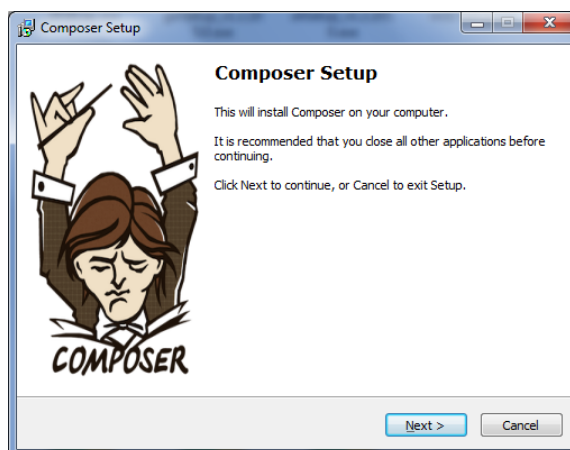 Composer Setup
Composer Setup
This will install Composer on your computer.
It is recommended that you close all other applications before
continuing.
Click Next to continue, or Cancel to exit Setup.
COMPOSER
Next >
Cancel